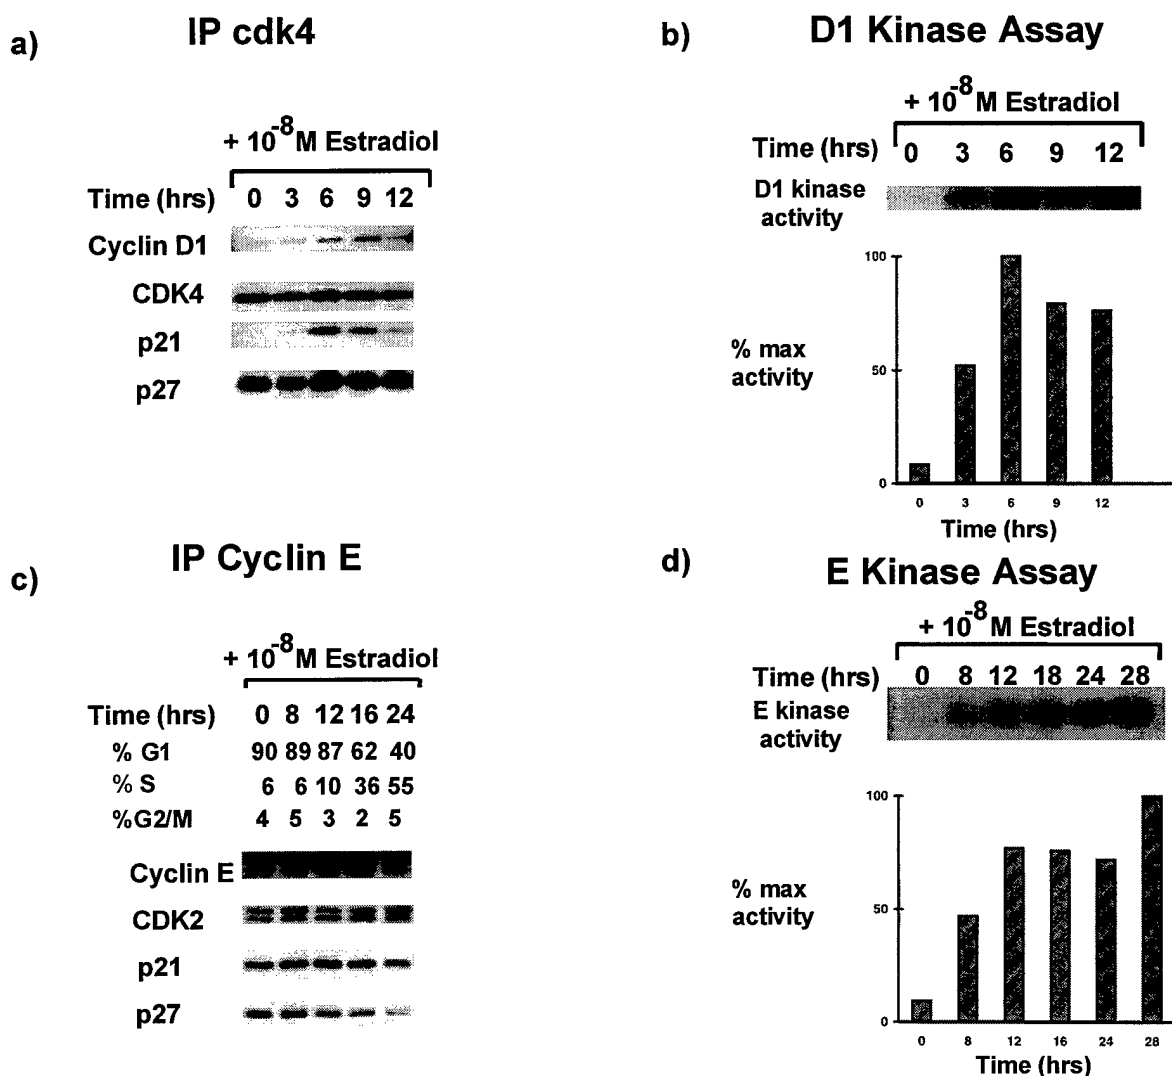 a)
IP cdk4
+ 10-8M Estradiol
Time (hrs) 0 3 6 9 12
Cyclin D1
CDK4
p21
p27
b)
D1 Kinase Assay
+ 10-8M Estradiol
Time (hrs) 0 3 6 9 12
D1 kinase
activity
100
50
0
% max
activity
0 3 6 9 12
Time (hrs)
c)
IP Cyclin E
+ 10-8M Estradiol
Time (hrs) 0 8 12 16 24
% G1 90 89 87 62 40
% S 6 6 10 36 55
%G2/M 4 5 3 2 5
Cyclin E
CDK2
p21
p27
d)
E Kinase Assay
+ 10-8M Estradiol
Time (hrs) 0 8 12 18 24 28
E kinase
activity
100
50
0
% max
activity
0 8 12 16 24 28
Time (hrs)